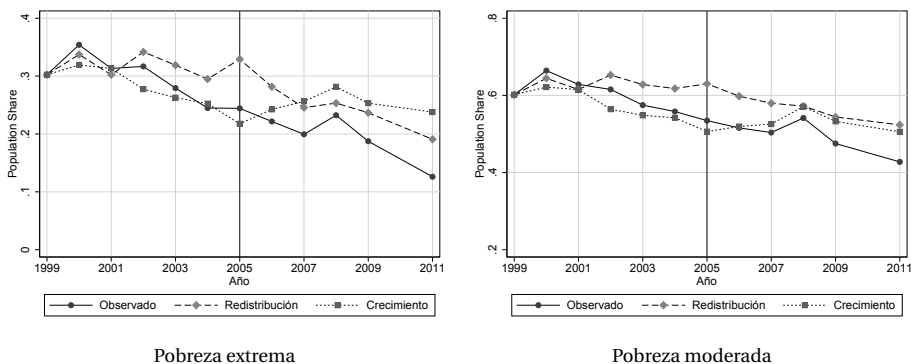 .4
.3
.2
.1
0
Population Share
1999 2001 2003 2005 2007 2009 2011
Año
Observado Redistribución Crecimiento
Pobreza extrema
.8
.6
.4
.2
Population Share
1999 2001 2003 2005 2007 2009 2011
Año
Observado Redistribución Crecimiento
Pobreza moderada